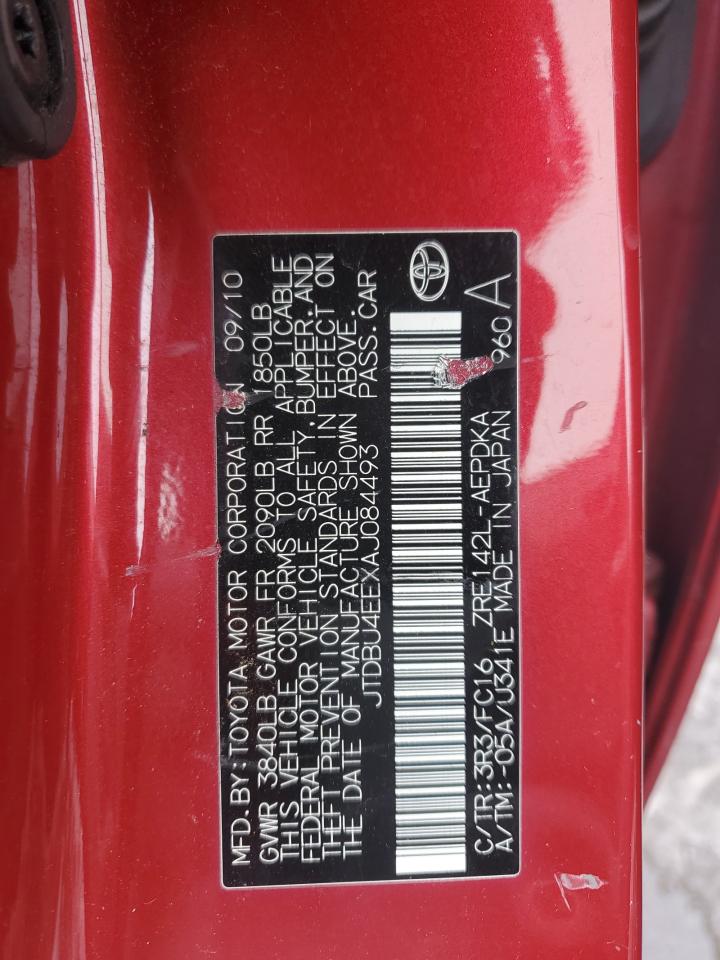 MFD. BY: TOYOTA MOTOR CORPORATION 09/10
GVWR 3840LB GAWR FR 2090LB RR 1850LB
THIS VEHICLE CONFORMS TO ALL APPLICABLE
FEDERAL MOTOR VEHICLE SAFETY, BUMPER, AND
THEFT PREVENTION STANDARDS IN EFFECT ON
THE DATE OF MANUFACTURE SHOWN ABOVE.
JTDBU4EEXAJ084493 PASS. CAR
C/TR:3R3/FC16 ZRE142L-AEPDKA
A/TM:-05A/U341E MADE IN JAPAN 960 A